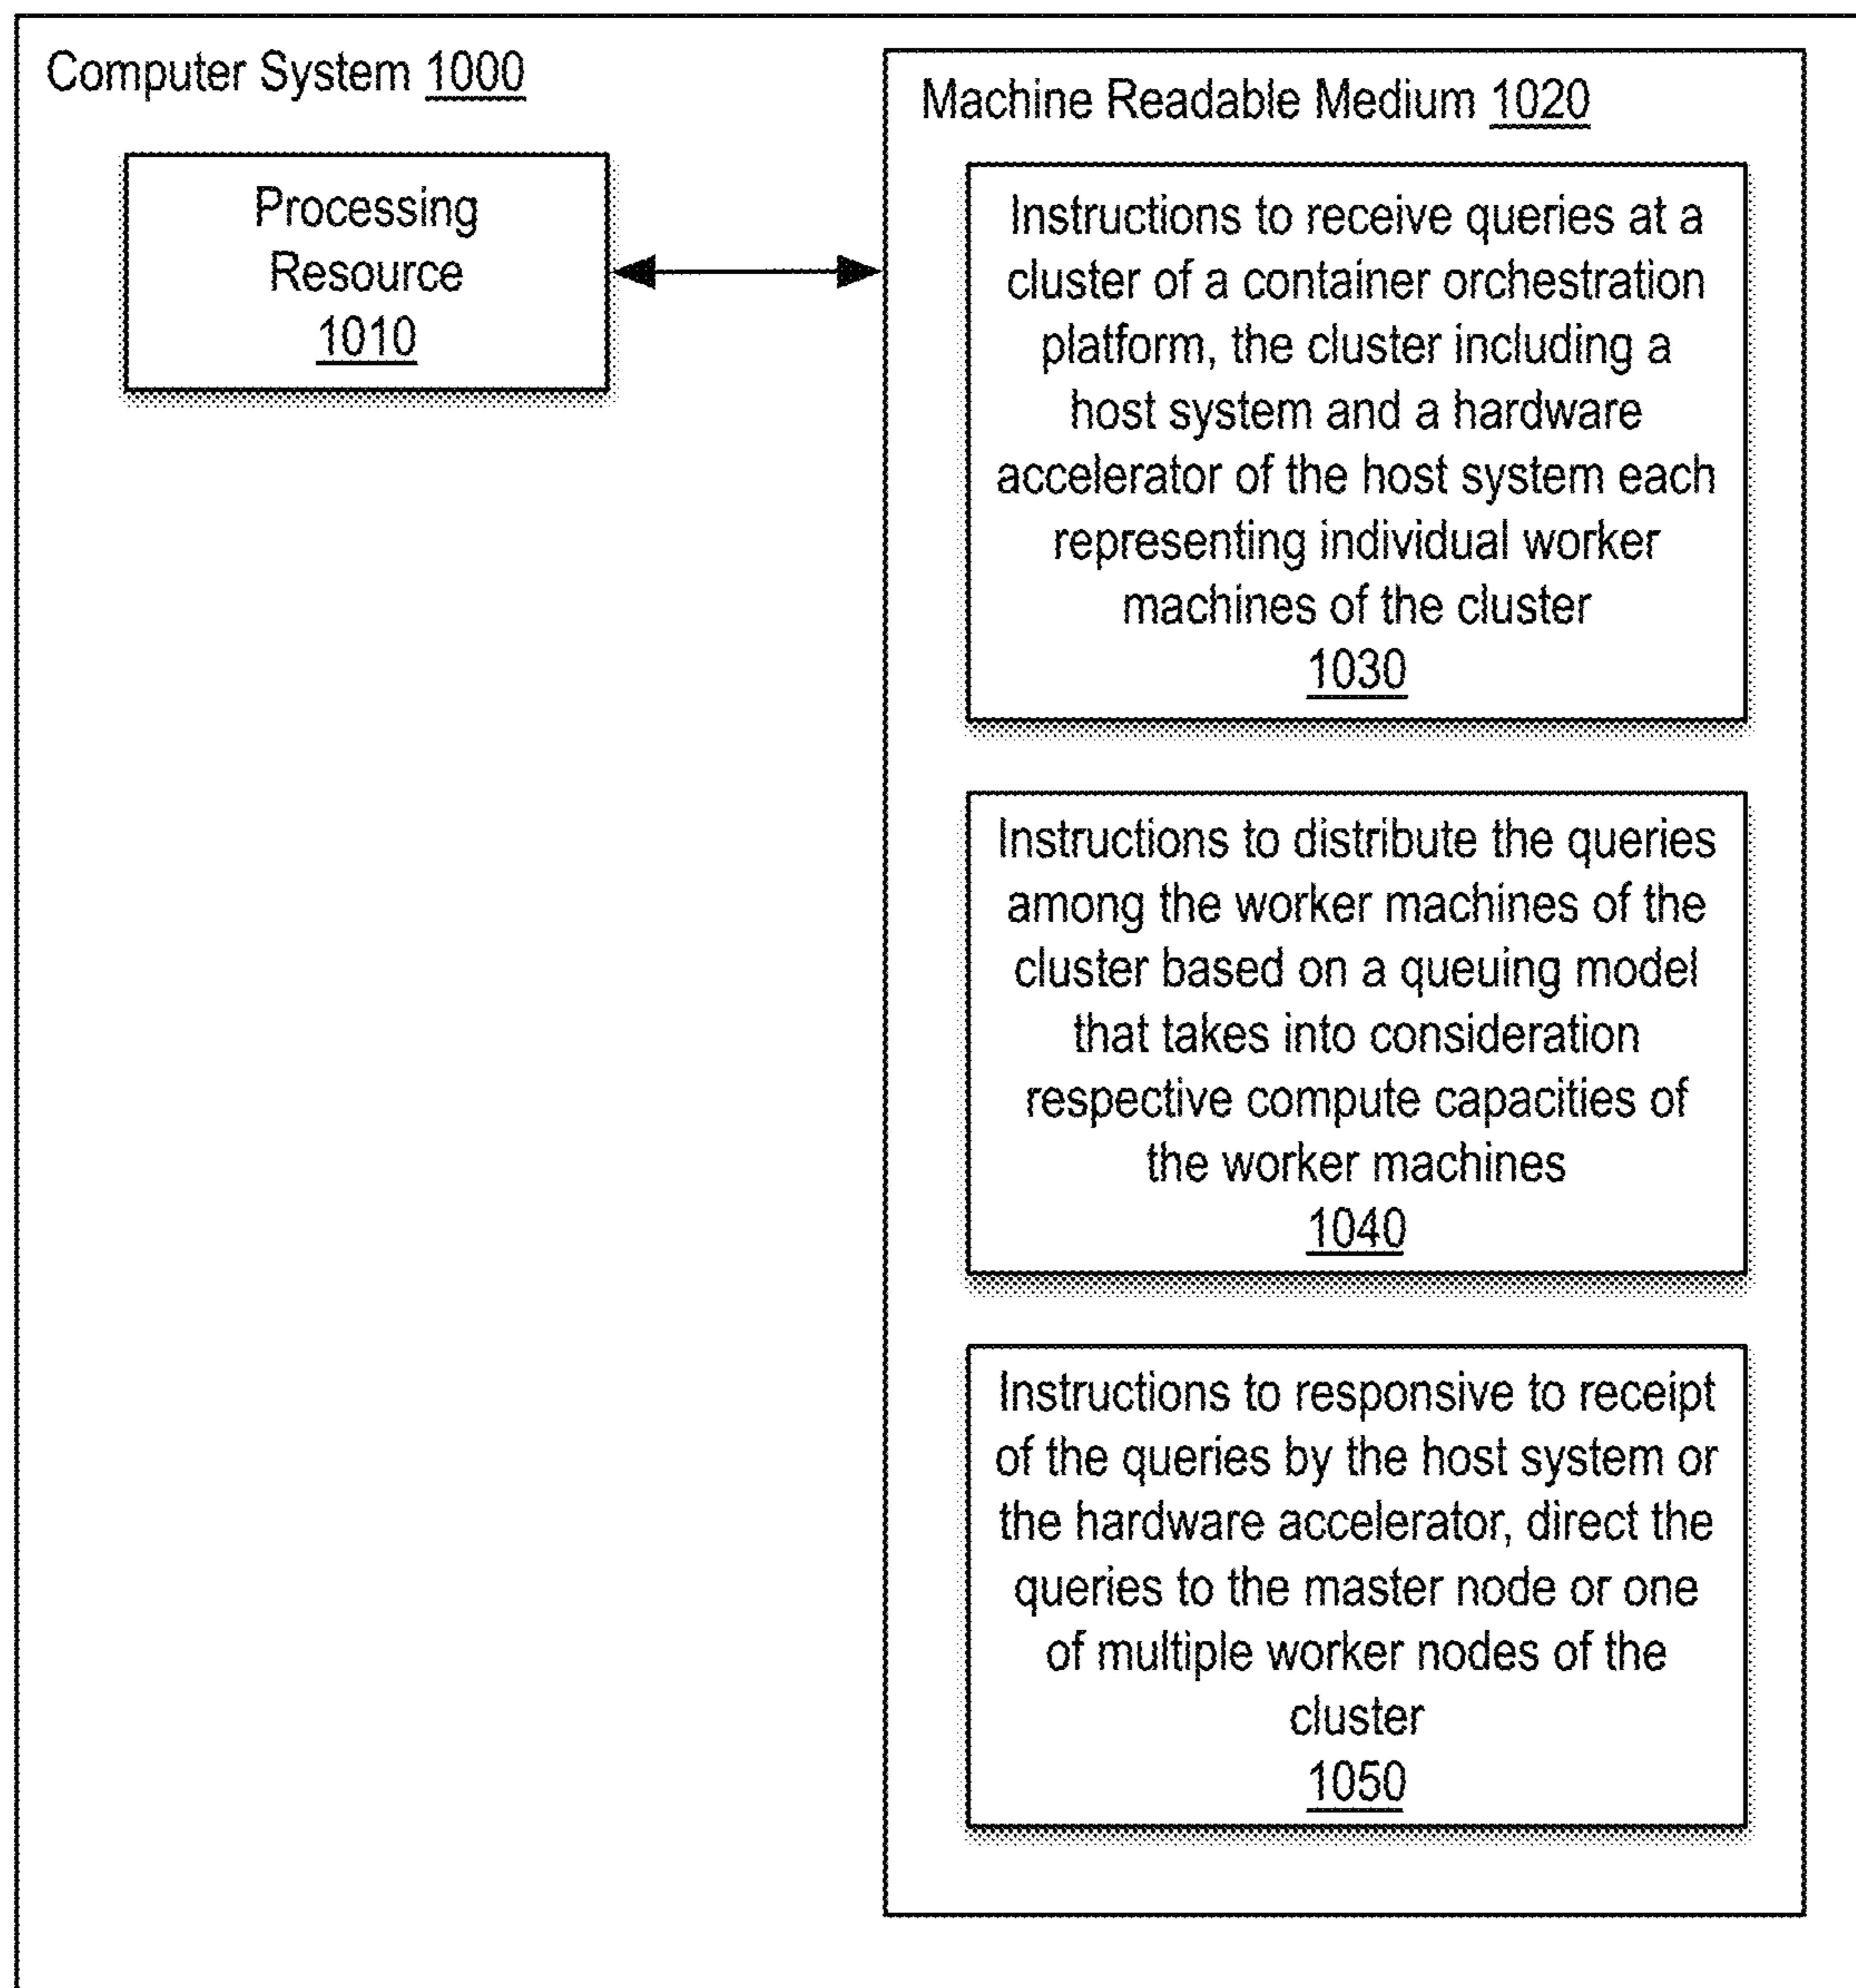 Computer System 1000
Processing
Resource
1010
Machine Readable Medium 1020
Instructions to receive queries at a
cluster of a container orchestration
platform, the cluster including a
host system and a hardware
accelerator of the host system each
representing individual worker
machines of the cluster
1030
Instructions to distribute the queries
among the worker machines of the
cluster based on a queuing model
that takes into consideration
respective compute capacities of
the worker machines
1040
Instructions to responsive to receipt
of the queries by the host system or
the hardware accelerator, direct the
queries to the master node or one
of multiple worker nodes of the
cluster
1050